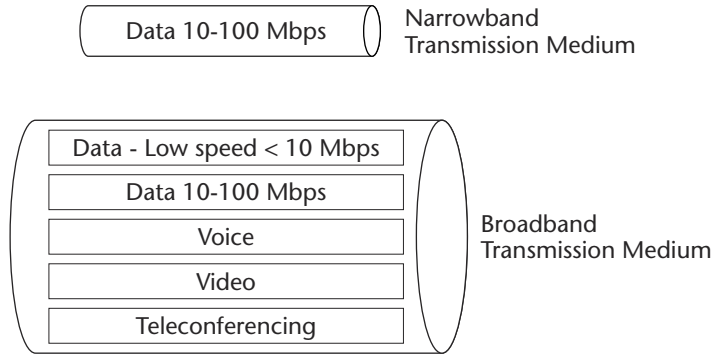 Data 10-100 Mbps
Narrowband
Transmission Medium
Data - Low speed < 10 Mbps
Data 10-100 Mbps
Voice
Video
Teleconferencing
Broadband
Transmission Medium